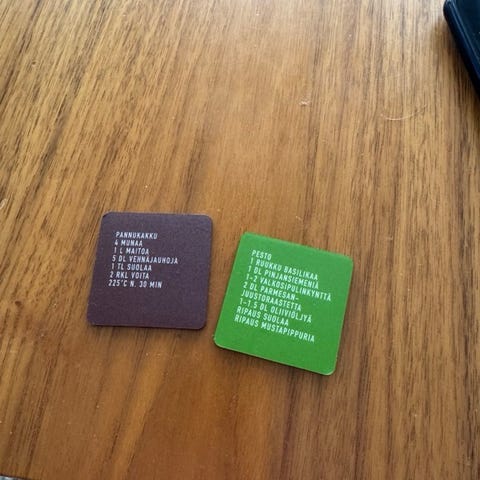 PANNUKAKKU
4 MUNAA
1 L MAITOA
5 DL VEHNÄJAUHOJA
1 TL SUOLAA
2 RKL VOITA
225°C N. 30 MIN
PESTO
1 RUUKKU BASILIKAA
1 DL PINJANSIEMENIÄ
1-2 VALKOSIPULINKYNTTÄ
2 DL PARMESAN-
JUUSTORAASTETTA
1-1,5 DL OLIIVIÖLJYÄ
RIPAUS SUOLAA
RIPAUS MUSTAPIPPURIA